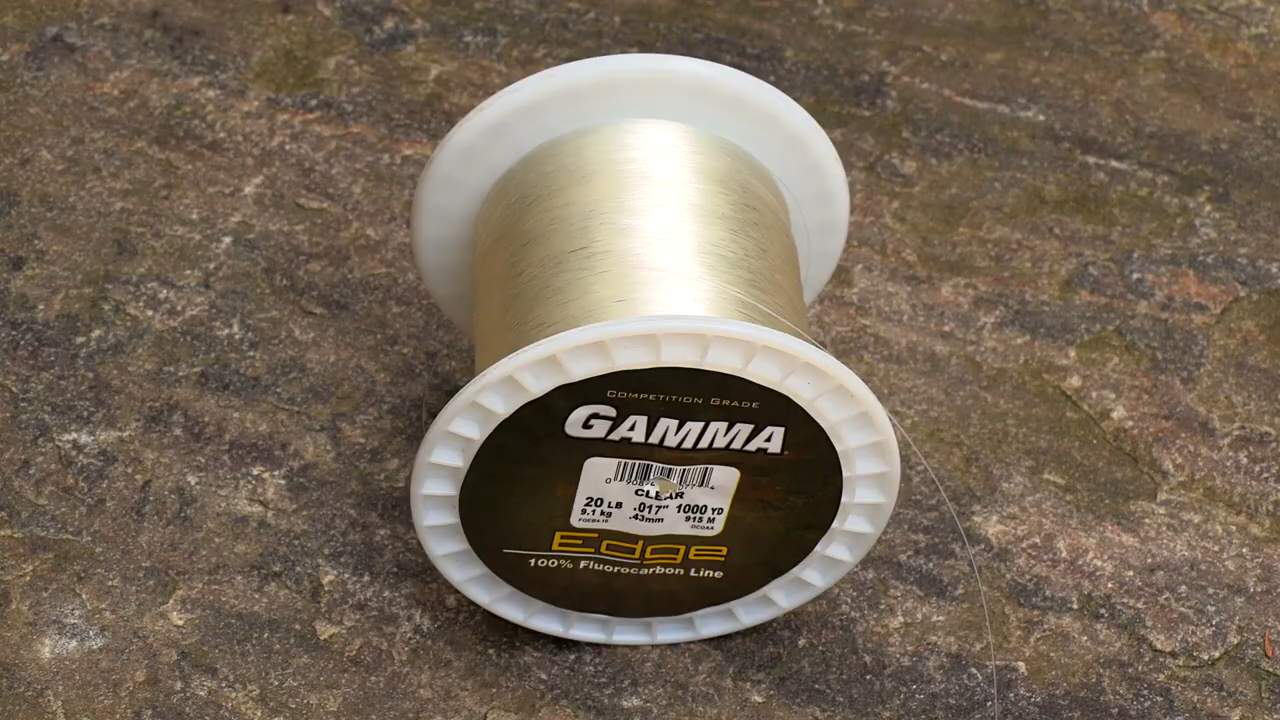 COMPETITION GRADE
GAMMA
CLEAR
20 LB .017" 1000 YD
9.1 kg .43mm 915 M
Edge
100% Fluorocarbon Line